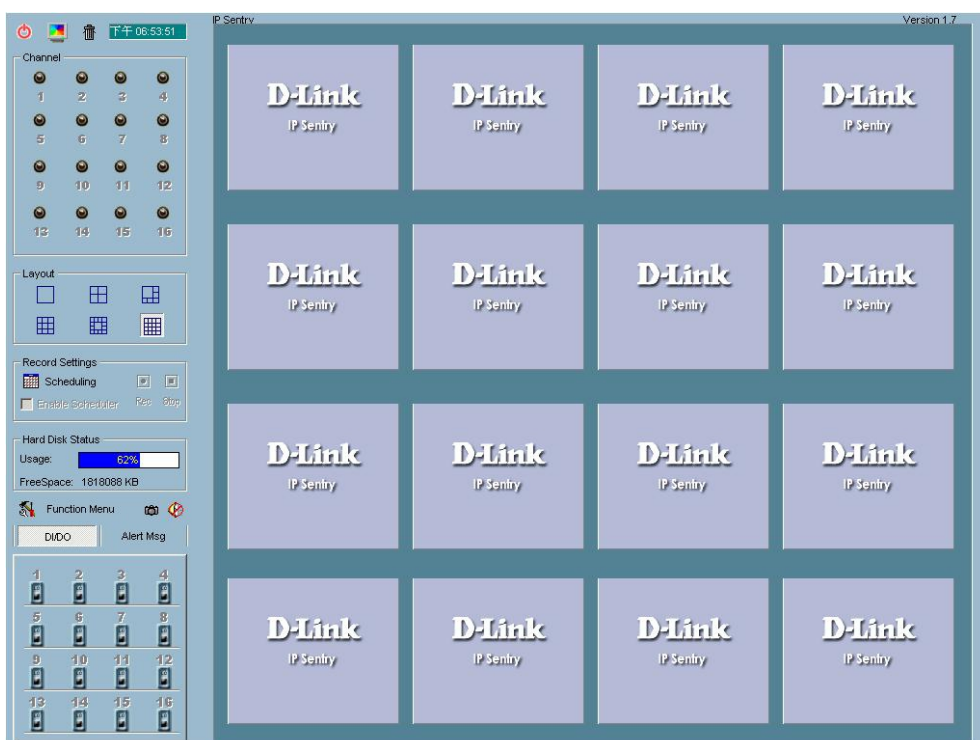 IP Sentry
Version 1.7
下午 06:53:51
Channel
1 2 3 4
5 6 7 8
9 10 11 12
13 14 15 16
Layout
Record Settings
Scheduling
Enable Scheduler Rec Stop
Hard Disk Status
Usage: 62%
FreeSpace: 1818088 KB
Function Menu
DI/DO Alert Msg
1 2 3 4
5 6 7 8
9 10 11 12
13 14 15 16
D-Link D-Link D-Link D-Link
IP Sentry IP Sentry IP Sentry IP Sentry
D-Link D-Link D-Link D-Link
IP Sentry IP Sentry IP Sentry IP Sentry
D-Link D-Link D-Link D-Link
IP Sentry IP Sentry IP Sentry IP Sentry
D-Link D-Link D-Link D-Link
IP Sentry IP Sentry IP Sentry IP Sentry